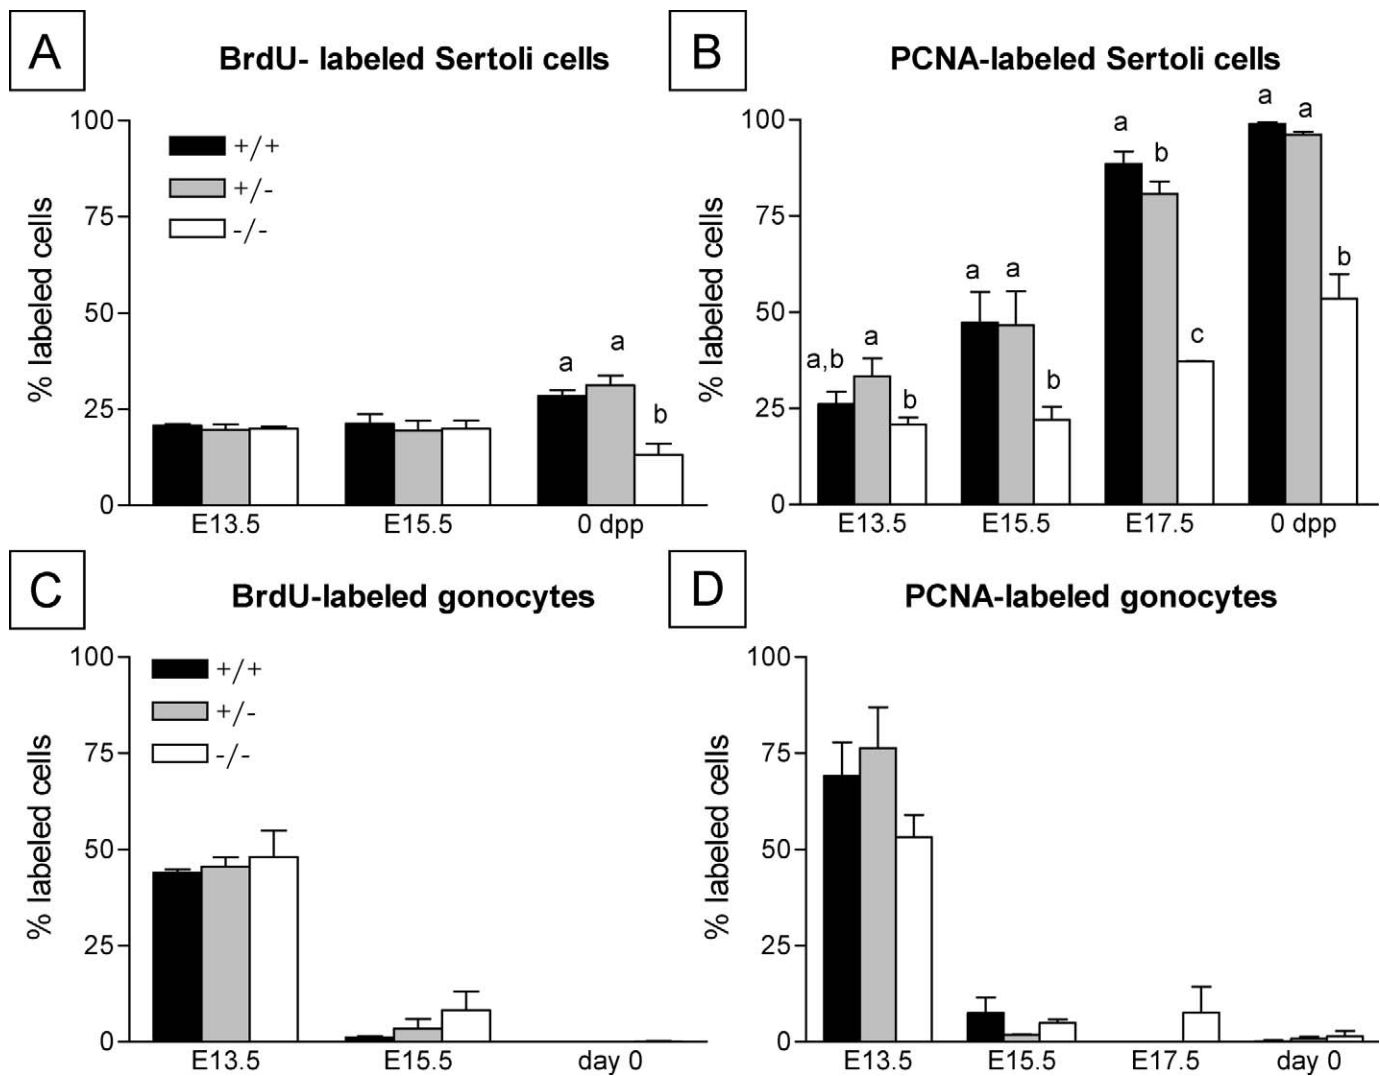 A
BrdU- labeled Sertoli cells
% labeled cells
100
75
50
25
0
+/+
+/-
-/-
a
a
b
E13.5
E15.5
0 dpp
B
PCNA-labeled Sertoli cells
% labeled cells
100
75
50
25
0
a,b
a
b
a
a
b
a
b
c
a
a
b
E13.5
E15.5
E17.5
0 dpp
C
BrdU-labeled gonocytes
% labeled cells
100
75
50
25
0
+/+
+/-
-/-
E13.5
E15.5
day 0
D
PCNA-labeled gonocytes
% labeled cells
100
75
50
25
0
E13.5
E15.5
E17.5
day 0